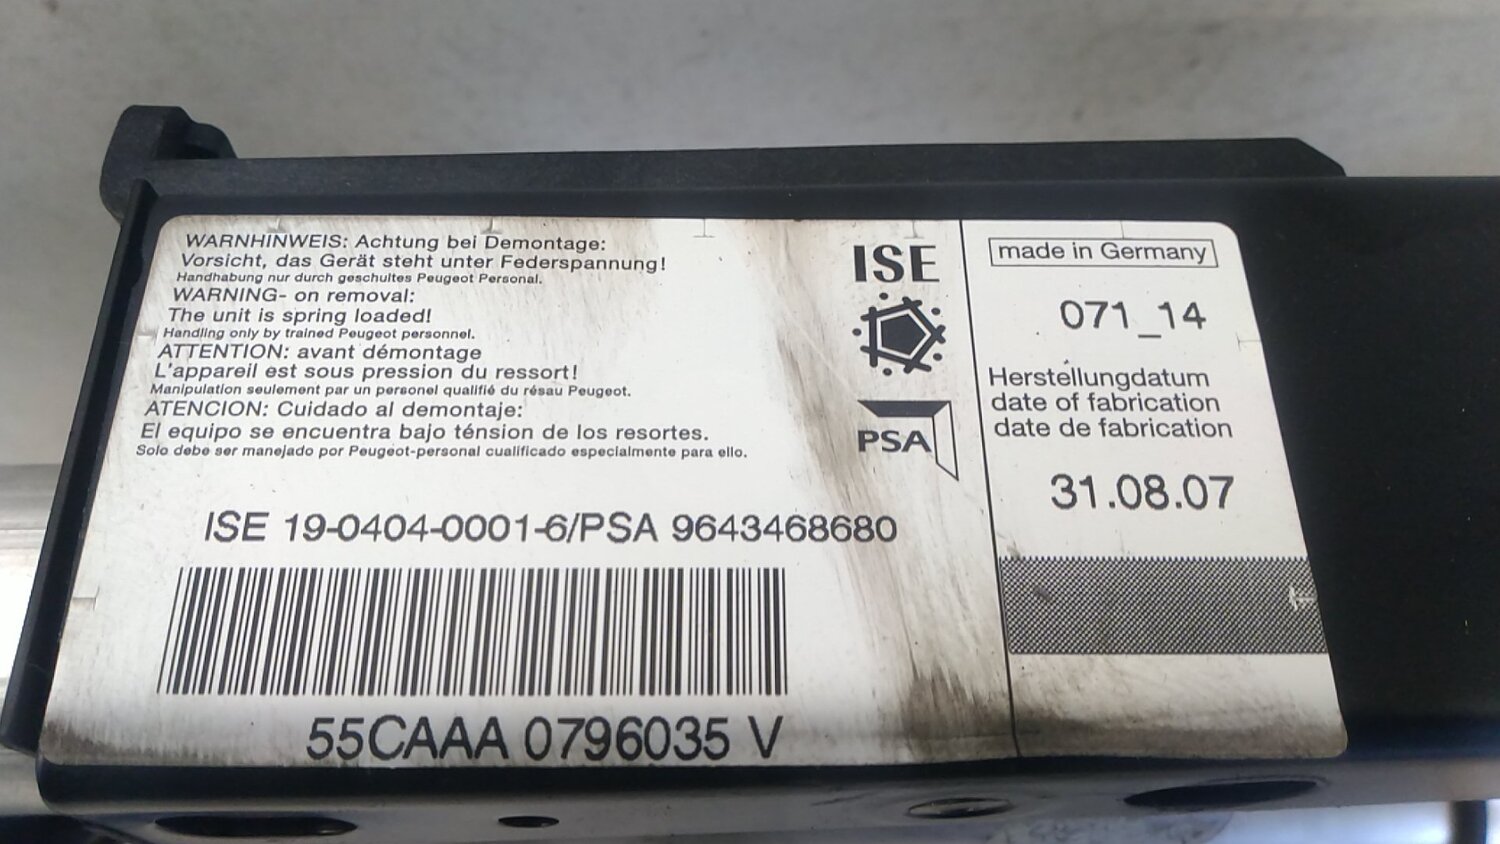 WARNHINWEIS: Achtung bei Demontage:
Vorsicht, das Gerät steht unter Federspannung!
Handhabung nur durch geschultes Peugeot Personal.
WARNING- on removal:
The unit is spring loaded!
Handling only by trained Peugeot personnel.
ATTENTION: avant démontage
L'appareil est sous pression du ressort!
Manipulation seulement par un personel qualifié du résau Peugeot.
ATENCION: Cuidado al demontaje:
El equipo se encuentra bajo ténsion de los resortes.
Solo debe ser manejado por Peugeot-personal cualificado especialmente para ello.
ISE 19-0404-0001-6/PSA 9643468680
55CAAA 0796035 V
ISE
PSA
made in Germany
071_14
Herstellungdatum
date of fabrication
date de fabrication
31.08.07